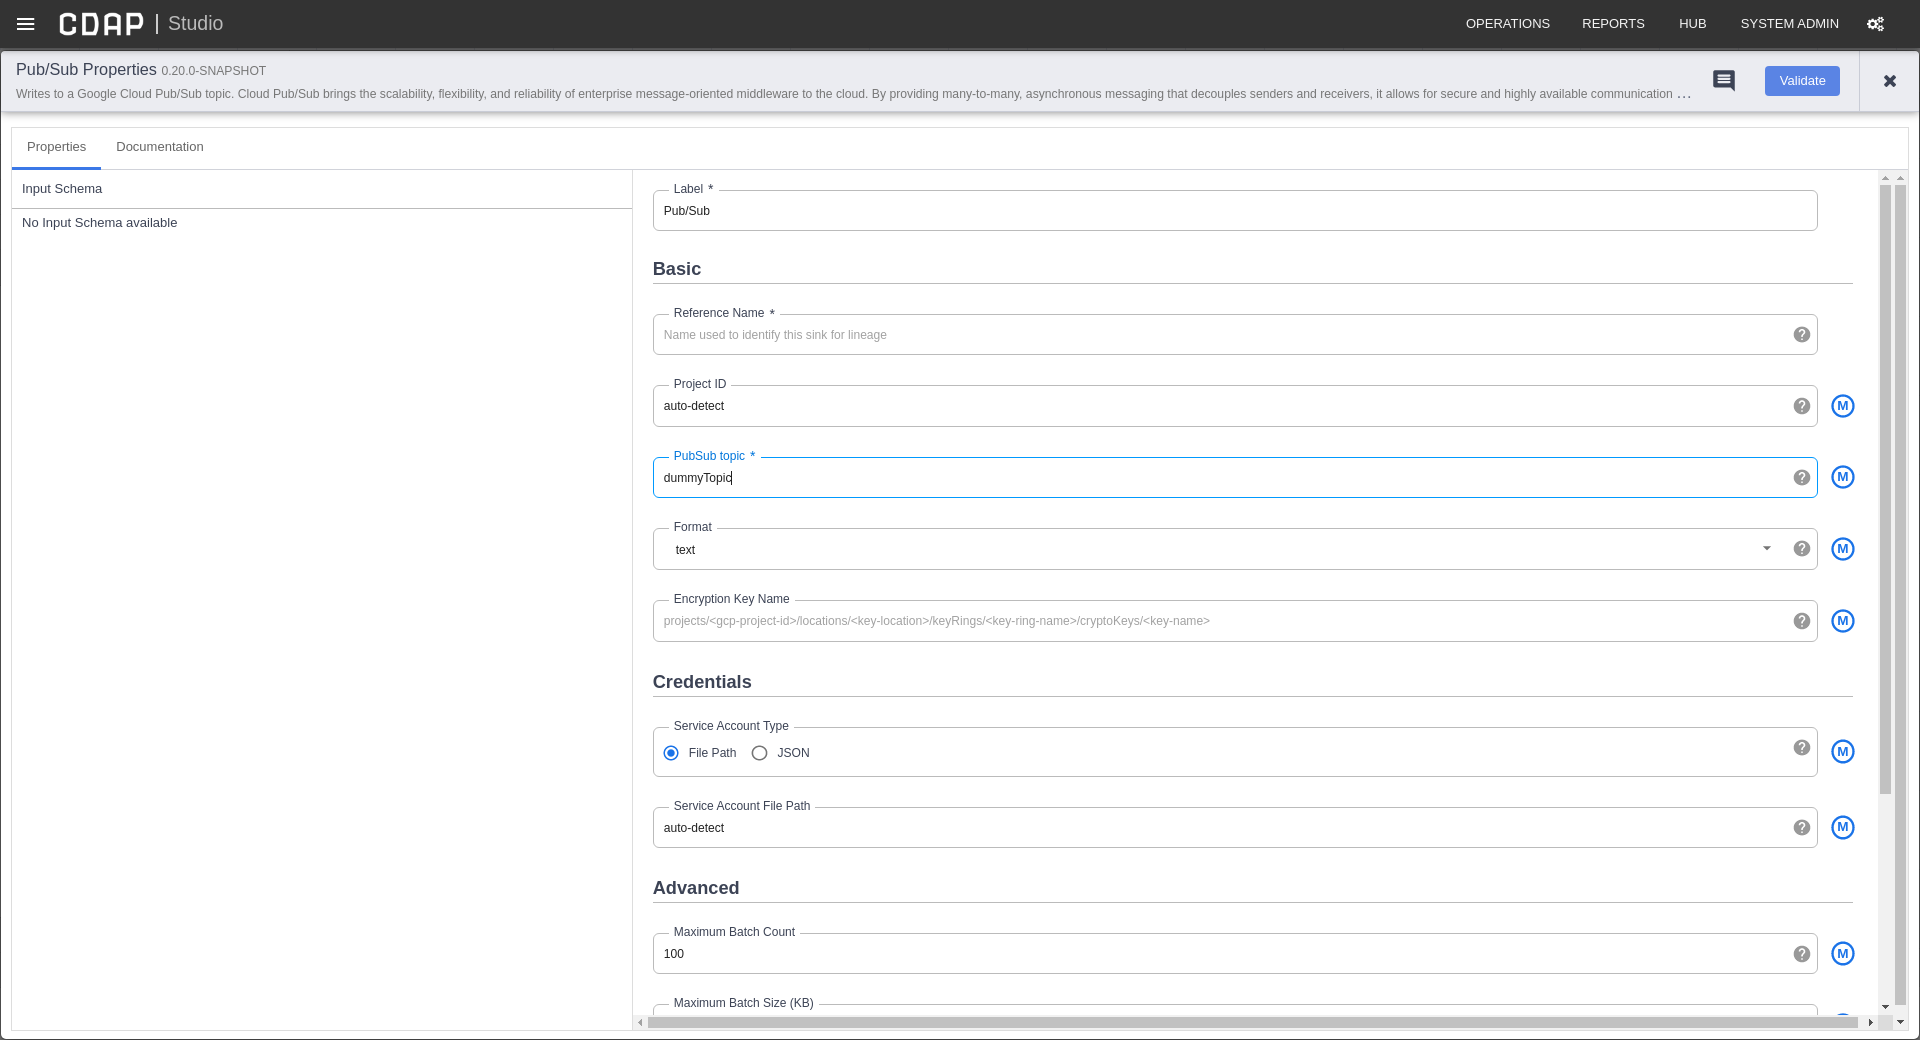 CDAP | Studio
OPERATIONS REPORTS HUB SYSTEM ADMIN
Pub/Sub Properties 0.20.0-SNAPSHOT
Writes to a Google Cloud Pub/Sub topic. Cloud Pub/Sub brings the scalability, flexibility, and reliability of enterprise message-oriented middleware to the cloud. By providing many-to-many, asynchronous messaging that decouples senders and receivers, it allows for secure and highly available communication ...
Validate
Properties Documentation
Input Schema
No Input Schema available
Label *
Pub/Sub
Basic
Reference Name *
Name used to identify this sink for lineage
Project ID
auto-detect
M
PubSub topic *
dummyTopic
M
Format
text
M
Encryption Key Name
projects/<gcp-project-id>/locations/<key-location>/keyRings/<key-ring-name>/cryptoKeys/<key-name>
M
Credentials
Service Account Type
File Path JSON
M
Service Account File Path
auto-detect
M
Advanced
Maximum Batch Count
100
M
Maximum Batch Size (KB)